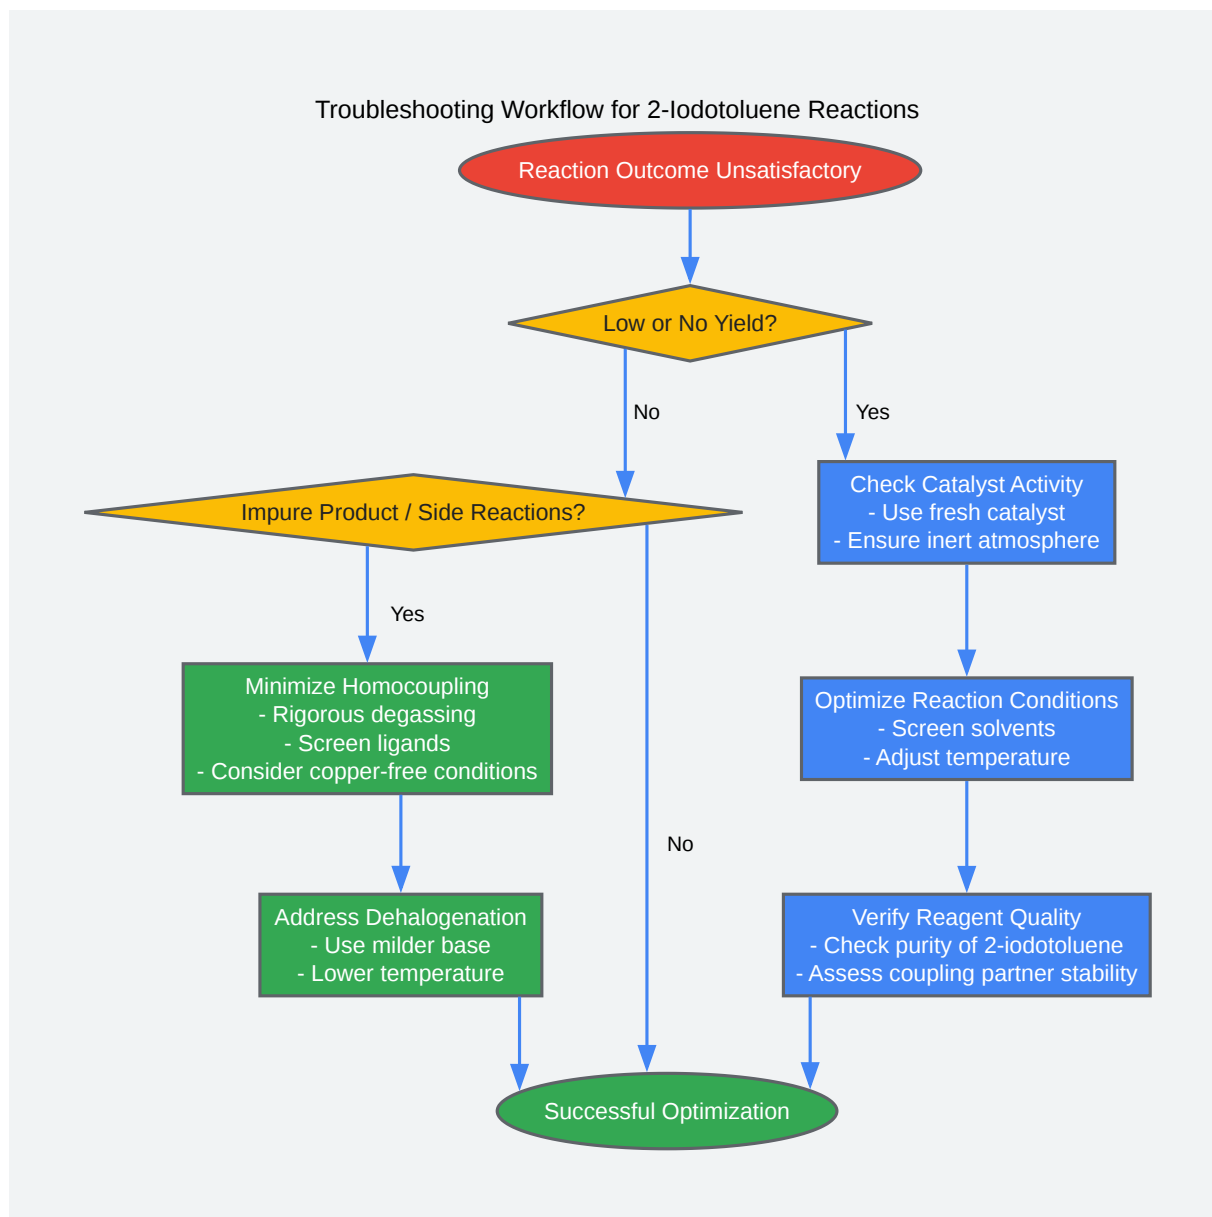 Troubleshooting Workflow for 2-Iodotoluene Reactions
Reaction Outcome Unsatisfactory
Low or No Yield?
No
Yes
Impure Product / Side Reactions?
Check Catalyst Activity
- Use fresh catalyst
- Ensure inert atmosphere
Yes
Minimize Homocoupling
- Rigorous degassing
- Screen ligands
- Consider copper-free conditions
Optimize Reaction Conditions
- Screen solvents
- Adjust temperature
No
Address Dehalogenation
- Use milder base
- Lower temperature
Verify Reagent Quality
- Check purity of 2-iodotoluene
- Assess coupling partner stability
Successful Optimization